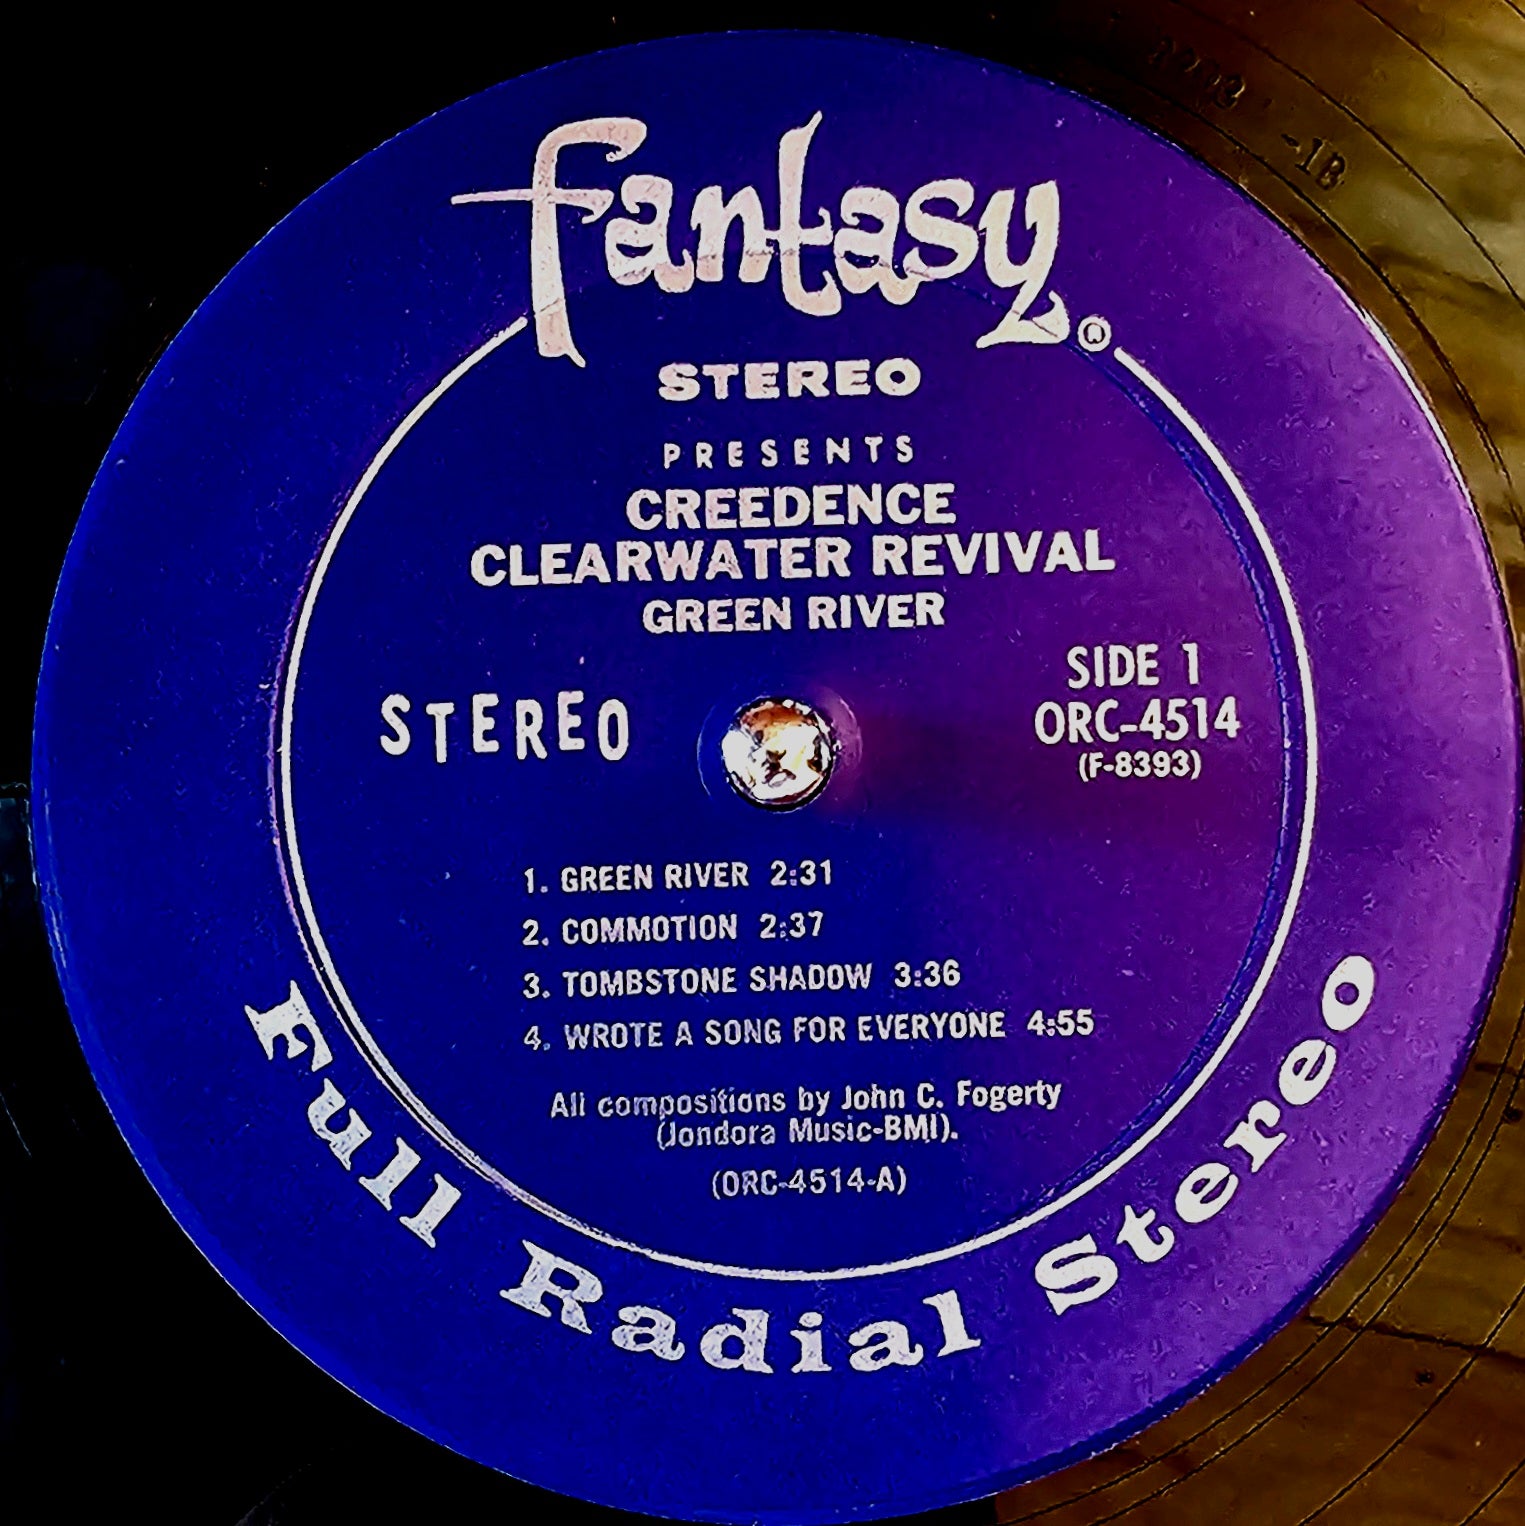 fantasy®
STEREO
PRESENTS
CREEDENCE
CLEARWATER REVIVAL
GREEN RIVER
SIDE 1
STEREO
ORC-4514
(F-8393)
1. GREEN RIVER 2:31
2. COMMOTION 2:37
3. TOMBSTONE SHADOW 3:36
4. WROTE A SONG FOR EVERYONE 4:55
All compositions by John C. Fogerty
(Jondora Music-BMI).
(ORC-4514-A)
Full Radial Stereo
-1B